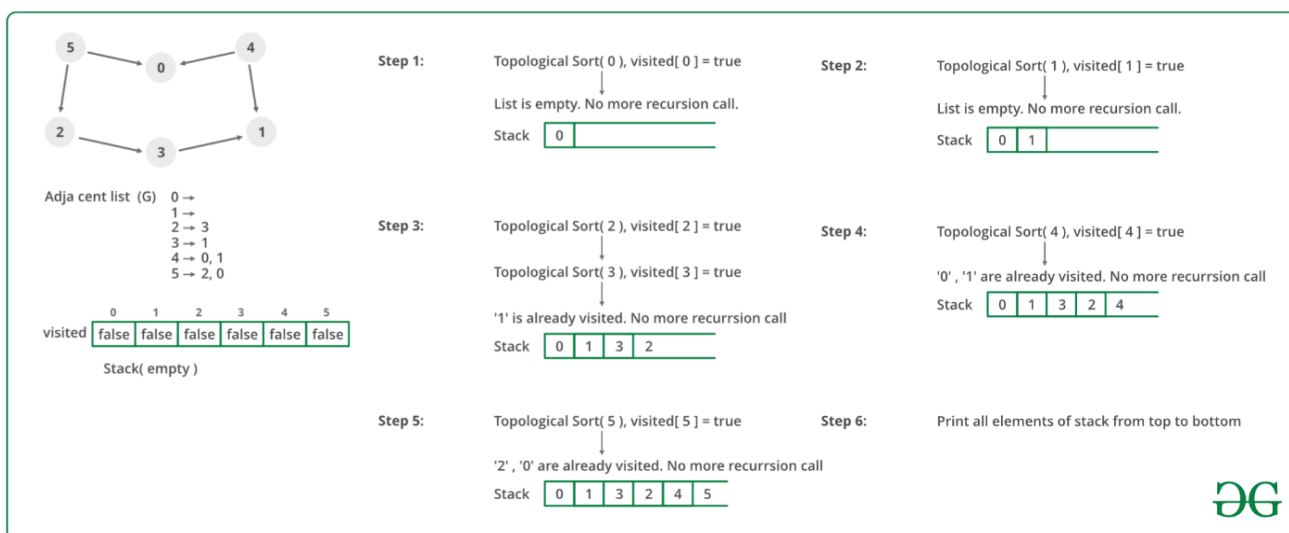 5
4
0
2
1
3
Adja cent list (G) 0 →
1 →
2 → 3
3 → 1
4 → 0, 1
5 → 2, 0
0 1 2 3 4 5
visited false false false false false false
Stack( empty )
Step 1: Topological Sort( 0 ), visited[ 0 ] = true
List is empty. No more recursion call.
Stack 0
Step 2: Topological Sort( 1 ), visited[ 1 ] = true
List is empty. No more recursion call.
Stack 0 1
Step 3: Topological Sort( 2 ), visited[ 2 ] = true
Topological Sort( 3 ), visited[ 3 ] = true
'1' is already visited. No more recurrsion call
Stack 0 1 3 2
Step 4: Topological Sort( 4 ), visited[ 4 ] = true
'0' , '1' are already visited. No more recurrsion call
Stack 0 1 3 2 4
Step 5: Topological Sort( 5 ), visited[ 5 ] = true
'2' , '0' are already visited. No more recurrsion call
Stack 0 1 3 2 4 5
Step 6: Print all elements of stack from top to bottom